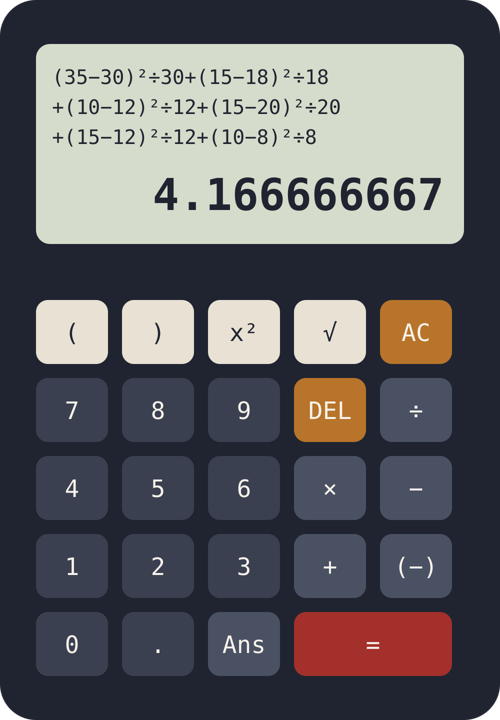 (35−30)²÷30+(15−18)²÷18
+(10−12)²÷12+(15−20)²÷20
+(15−12)²÷12+(10−8)²÷8
4.166666667
( ) x² √ AC
7 8 9 DEL ÷
4 5 6 × −
1 2 3 + (−)
0 . Ans =